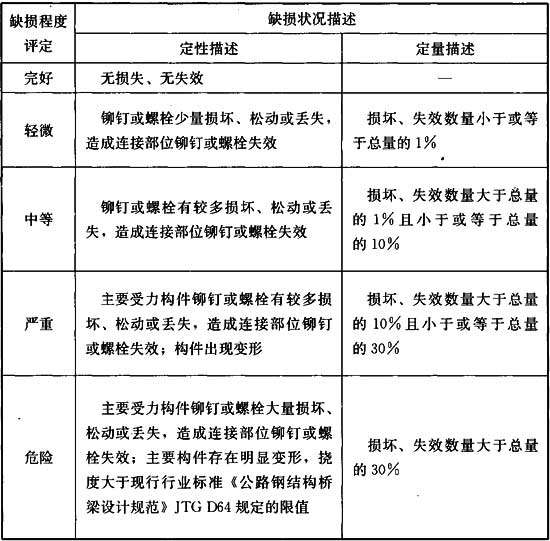 缺损程度
评定
缺损状况描述
定性描述
定量描述
完好
无损失、无失效
—
轻微
铆钉或螺栓少量损坏、松动或丢失，
造成连接部位铆钉或螺栓失效
损坏、失效数量小于或等
于总量的1%
中等
铆钉或螺栓有较多损坏、松动或丢
失，造成连接部位铆钉或螺栓失效
损坏、失效数量大于总量
的1%且小于或等于总量
的10%
严重
主要受力构件铆钉或螺栓有较多损
坏、松动或丢失，造成连接部位铆钉
或螺栓失效；构件出现变形
损坏、失效数量大于总量
的10%且小于或等于总量
的30%
危险
主要受力构件铆钉或螺栓大量损坏、
松动或丢失，造成连接部位铆钉或螺
栓失效；主要构件存在明显变形，挠
度大于现行行业标准《公路钢结构桥
梁设计规范》JTG D64规定的限值
损坏、失效数量大于总量
的30%